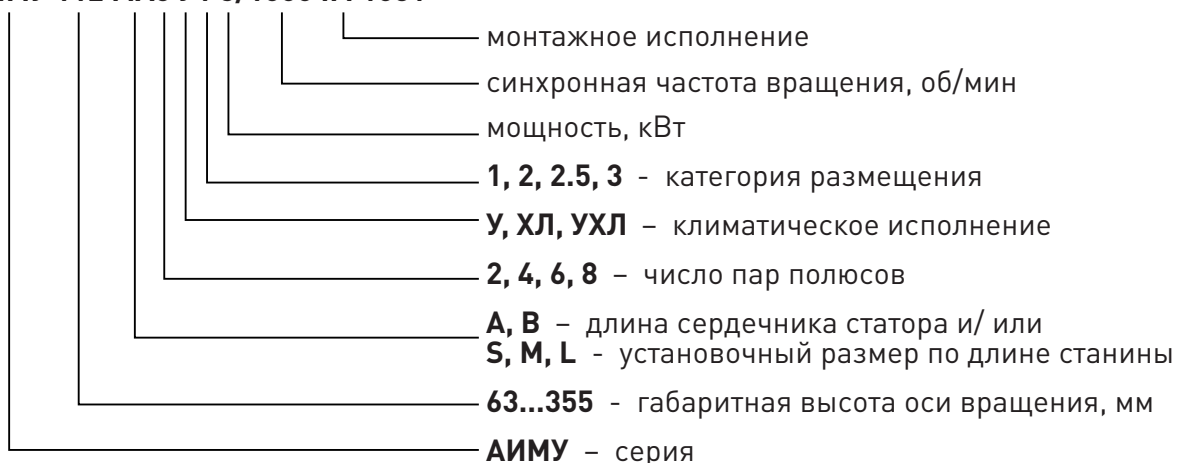 монтажное исполнение
синхронная частота вращения, об/мин
мощность, кВт
1, 2, 2.5, 3 - категория размещения
У, ХЛ, УХЛ – климатическое исполнение
2, 4, 6, 8 – число пар полюсов
А, В – длина сердечника статора и/ или
S, M, L - установочный размер по длине станины
63...355 - габаритная высота оси вращения, мм
АИМУ – серия